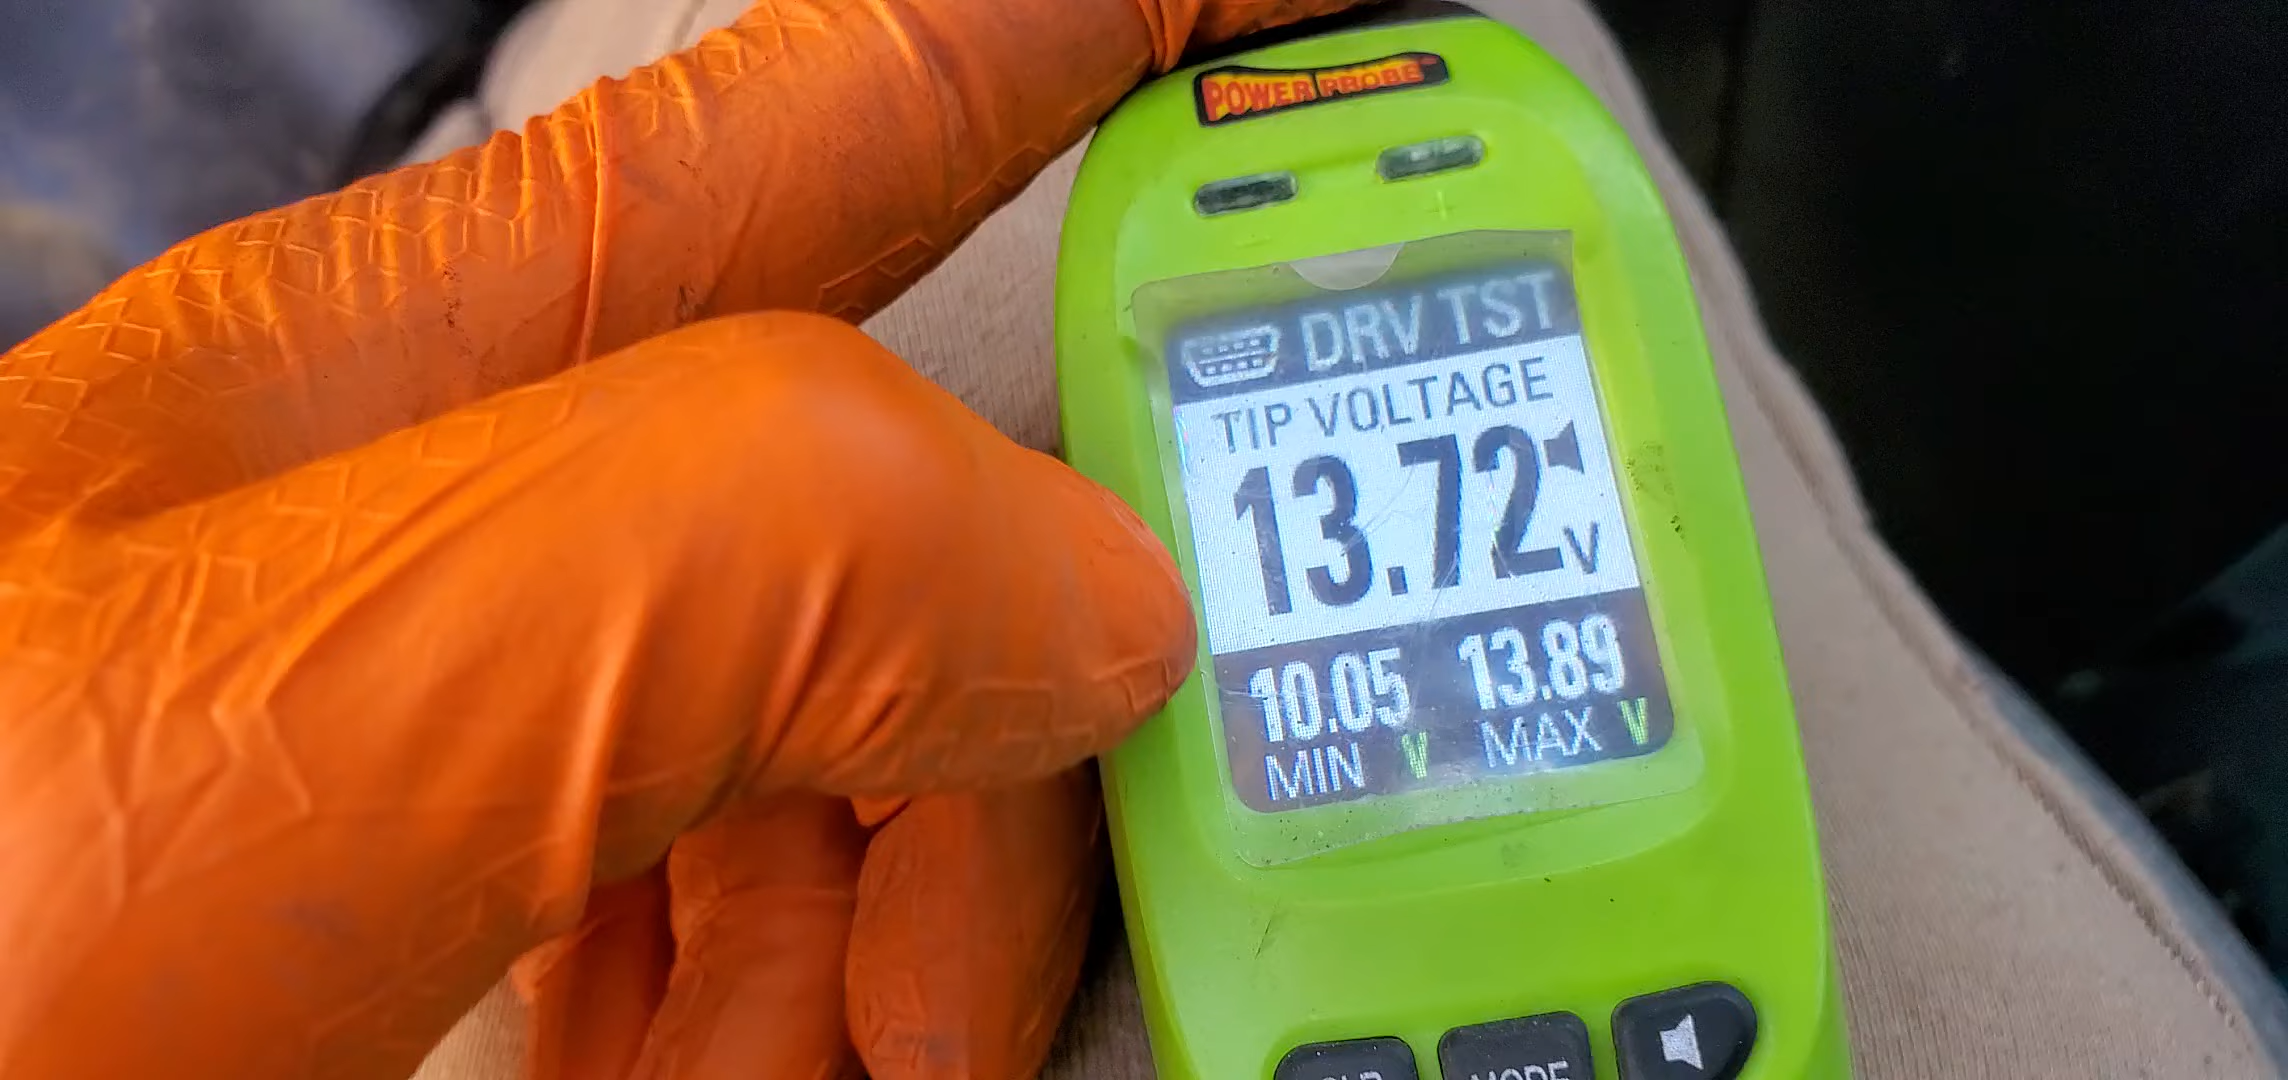 POWER PROBE
- +
DRV TST
TIP VOLTAGE
13.72 V
10.05 13.89
MIN V MAX V
MODE